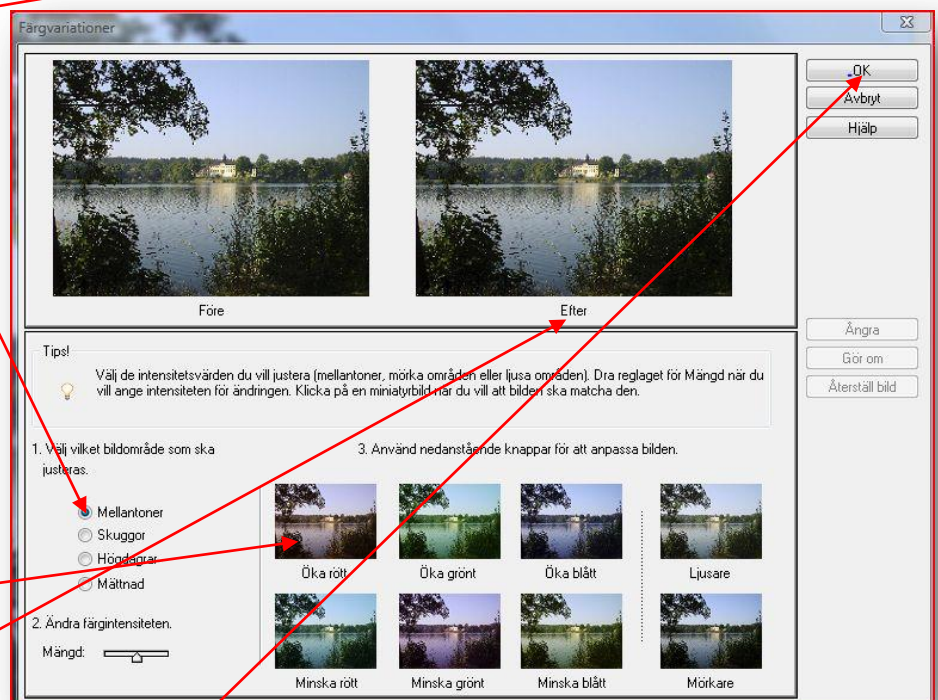 Färgvariationer
OK
Avbryt
Hjälp
Före
Efter
Ångra
Gör om
Återställ bild
Tips!
Välj de intensitetsvärden du vill justera (mellantoner, mörka områden eller ljusa områden). Dra reglaget för Mängd när du
vill ange intensiteten för ändringen. Klicka på en miniatyrbild när du vill att bilden ska matcha den.
1. Välj vilket bildområde som ska
justeras.
Mellantoner
Skuggor
Högdagrar
Mättnad
2. Ändra färgintensiteten.
Mängd:
3. Använd nedanstående knappar för att anpassa bilden.
Öka rött
Öka grönt
Öka blått
Ljusare
Minska rött
Minska grönt
Minska blått
Mörkare